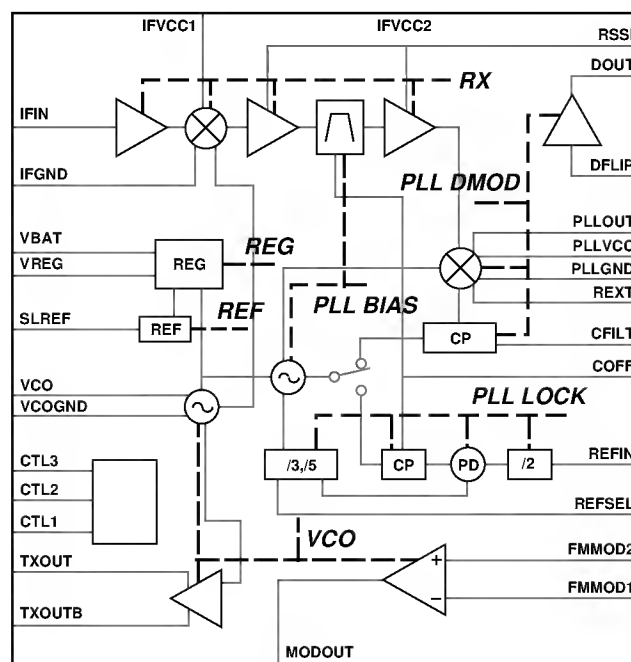 IFVCC1
IFVCC2
RSSI
DOUT
RX
IFIN
IFGND
DFLIP
PLL DMOD
PLLOUT
VBAT
REG
REG
PLLVCC
VREG
PLLGND
PLL BIAS
REF
REXT
SLREF
REF
CP
CFILT
VCO
COFF
VCOGND
PLL LOCK
CTL3
/3,/5
CP
PD
/2
REFIN
CTL2
REFSEL
CTL1
VCO
TXOUT
+
FMMOD2
−
FMMOD1
TXOUTB
MODOUT